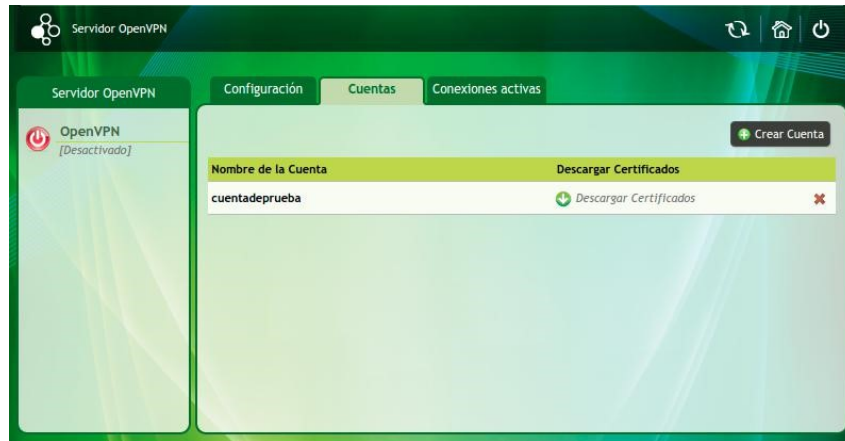 Servidor OpenVPN
Servidor OpenVPN
OpenVPN
[Desactivado]
Configuración
Cuentas
Conexiones activas
Crear Cuenta
Nombre de la Cuenta Descargar Certificados
cuentadeprueba Descargar Certificados